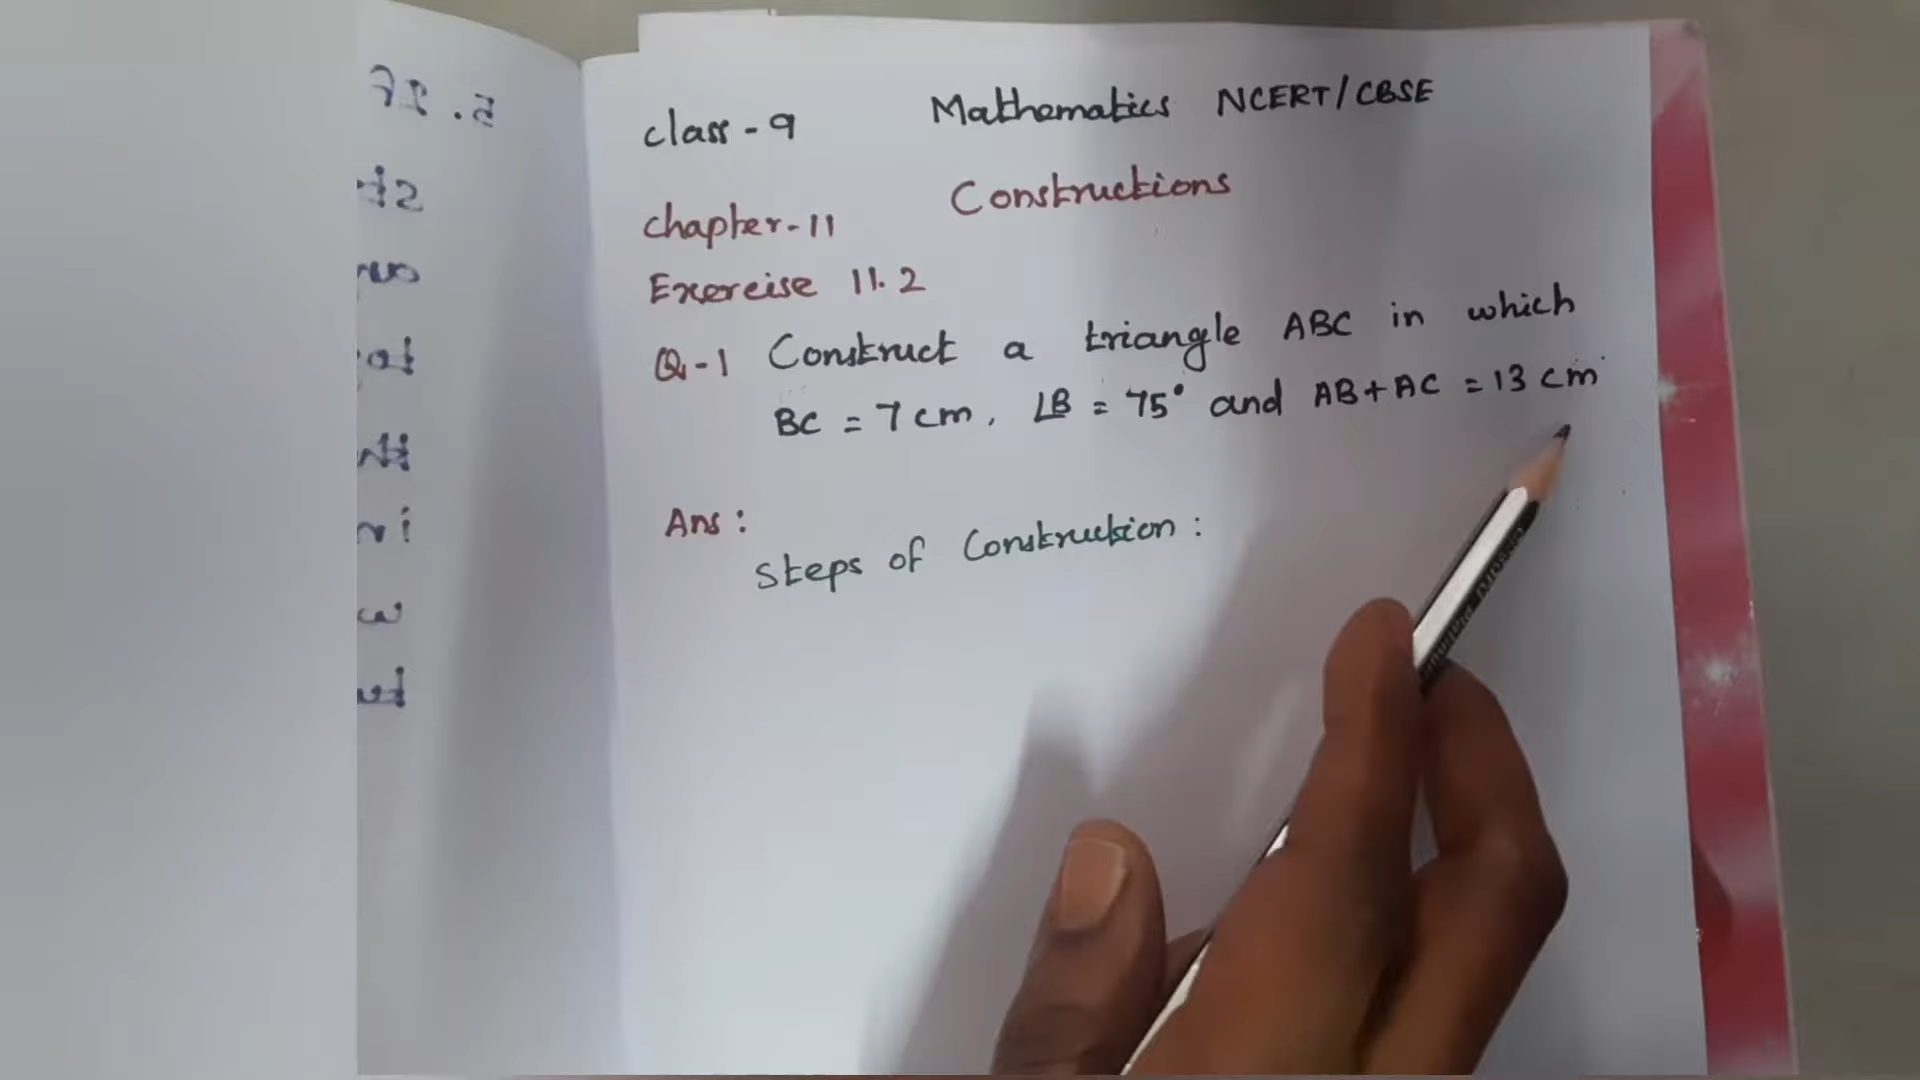 class - 9 Mathematics NCERT/CBSE
Chapter - 11 Constructions
Exercise 11.2
Q-1 Construct a triangle ABC in which
BC = 7 cm, ∠B = 75° and AB + AC = 13 cm
Ans :
Steps of Construction :